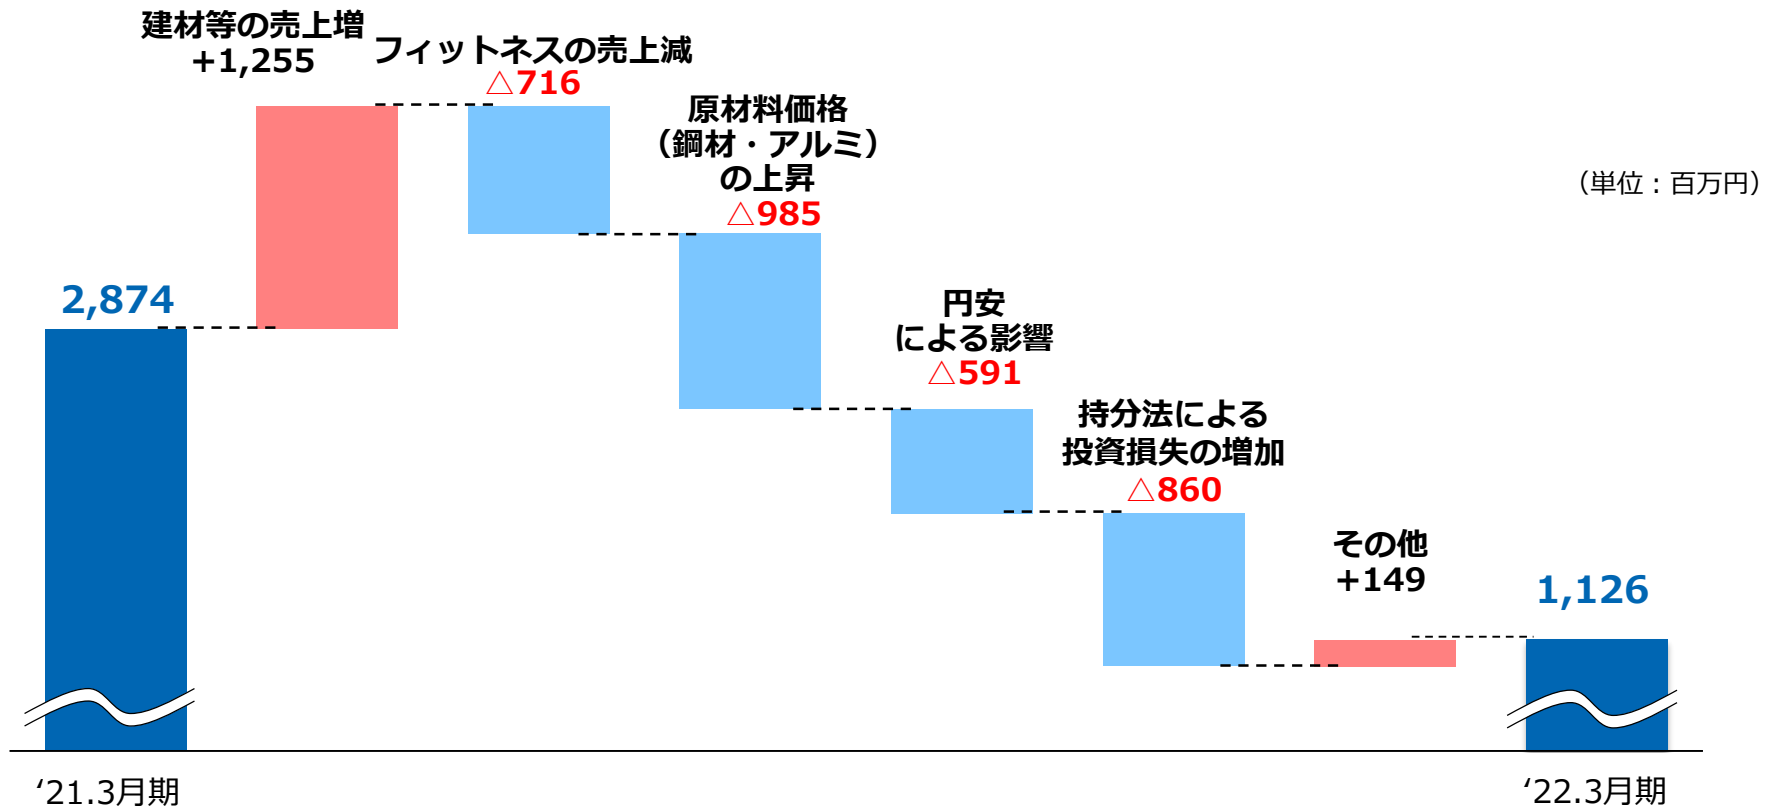 建材等の売上増
+1,255
フィットネスの売上減
△716
原材料価格
（鋼材・アルミ）
の上昇
△985
（単位：百万円）
2,874
円安
による影響
△591
持分法による
投資損失の増加
△860
その他
+149
1,126
‘21.3月期
‘22.3月期